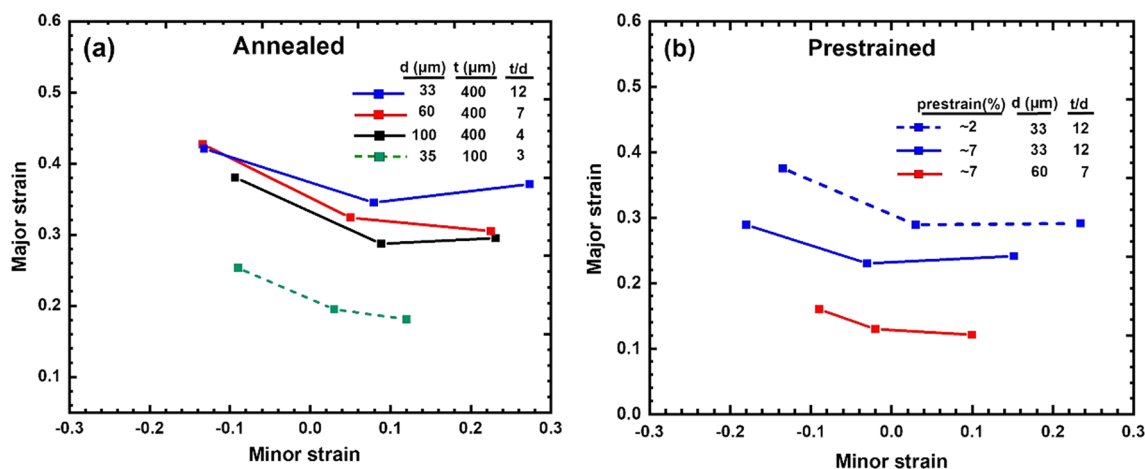 (a) Annealed
d (μm) t (μm) t/d
33 400 12
60 400 7
100 400 4
35 100 3
0.6
0.5
0.4
0.3
0.2
0.1
Major strain
-0.3 -0.2 -0.1 0.0 0.1 0.2 0.3
Minor strain
(b) Prestrained
prestrain(%) d (μm) t/d
~2 33 12
~7 33 12
~7 60 7
0.6
0.5
0.4
0.3
0.2
0.1
0.0
Major strain
-0.3 -0.2 -0.1 0.0 0.1 0.2 0.3
Minor strain